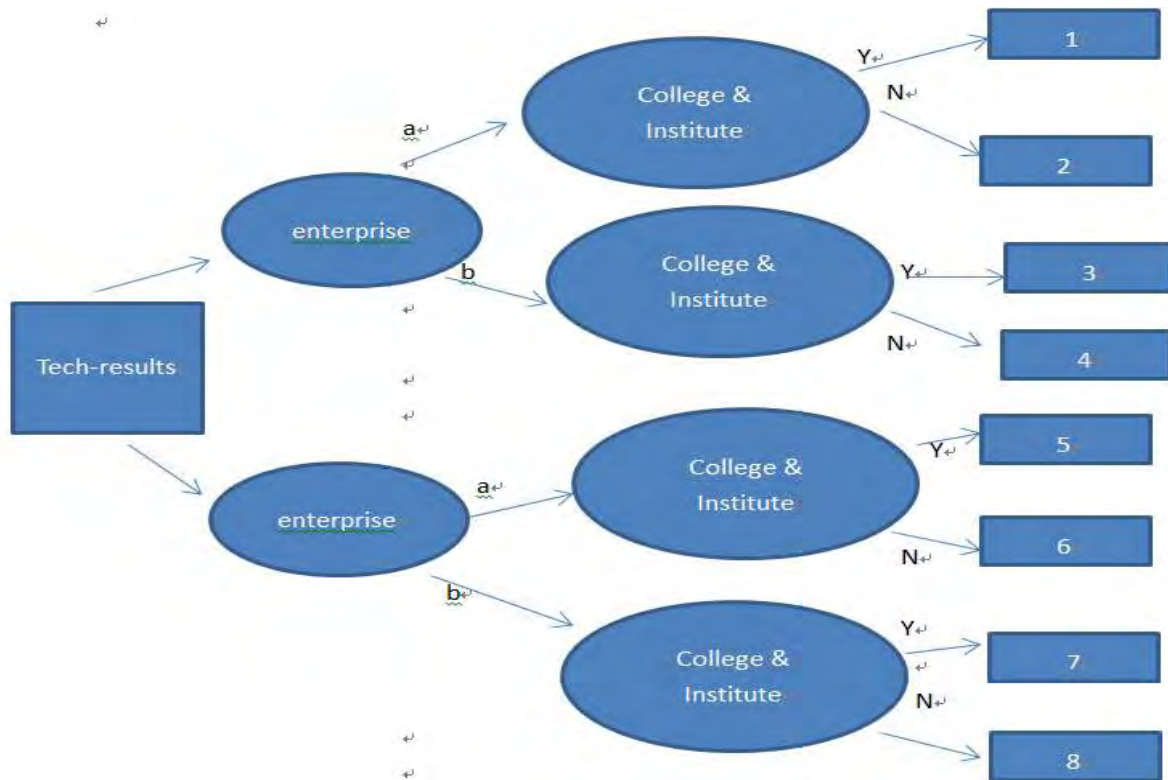 College &
Institute
Y
1
N
2
a
enterprise
b
College &
Institute
Y
3
N
4
Tech-results
enterprise
a
College &
Institute
Y
5
N
6
b
College &
Institute
Y
7
N
8